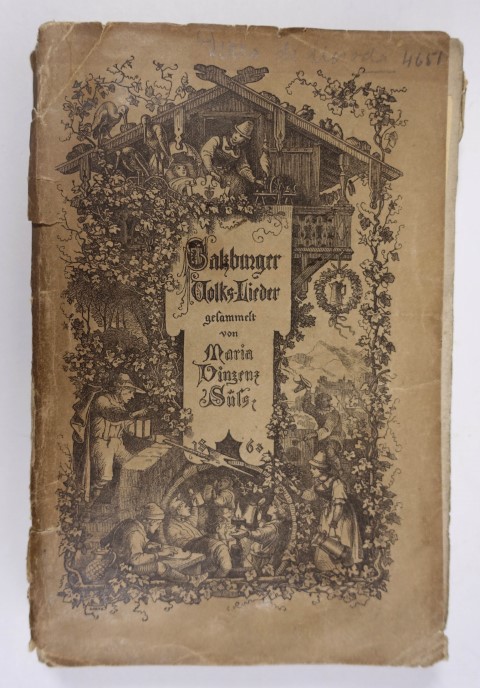 4651
Salzburger
Volks-Lieder
gesammelt
von
Maria
Vinzenz
Süß